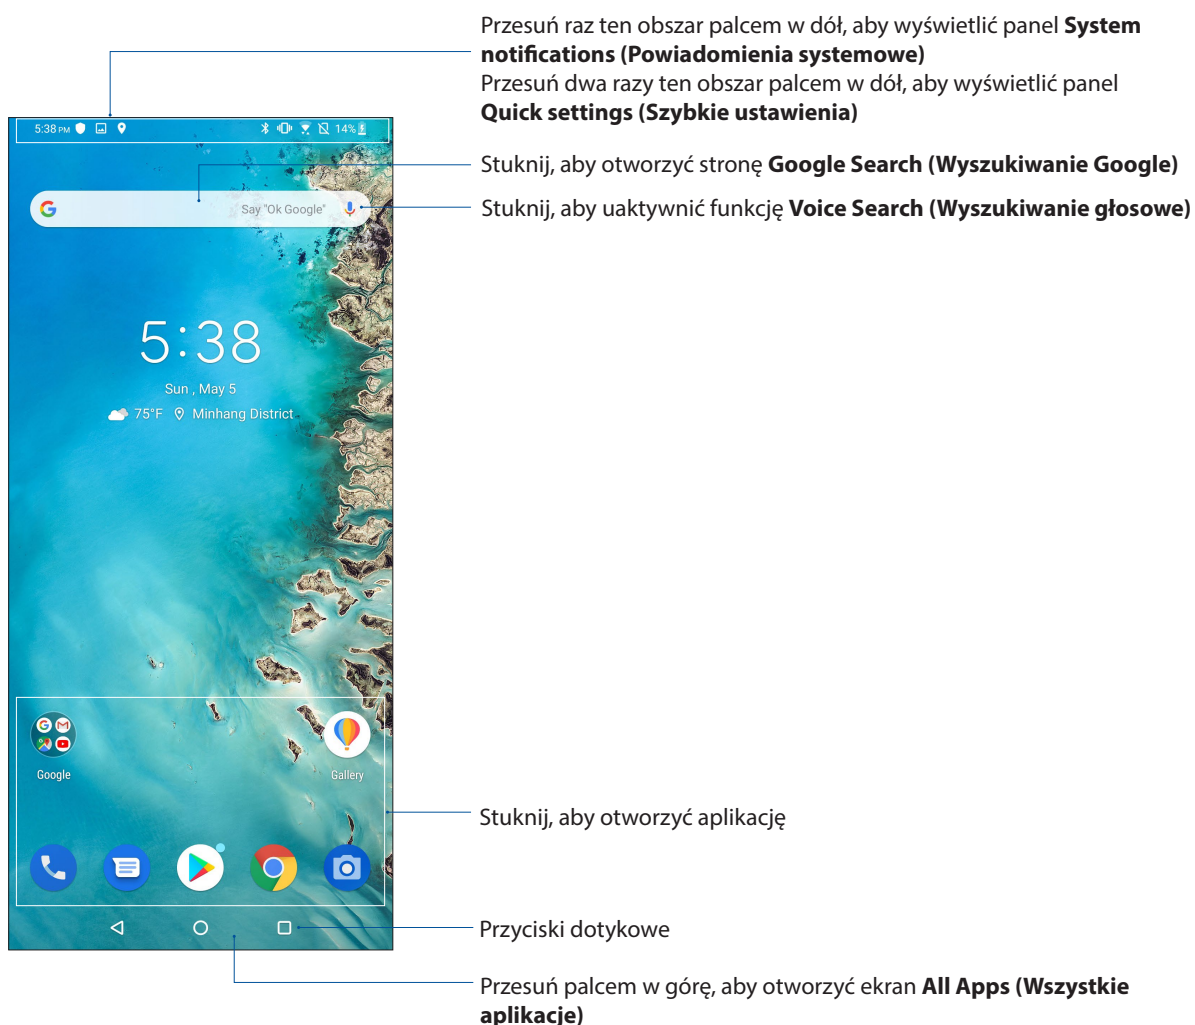 Przesuń raz ten obszar palcem w dół, aby wyświetlić panel System
notifications (Powiadomienia systemowe)
Przesuń dwa razy ten obszar palcem w dół, aby wyświetlić panel
Quick settings (Szybkie ustawienia)
5:38 PM
14%
Stuknij, aby otworzyć stronę Google Search (Wyszukiwanie Google)
Say "Ok Google"
Stuknij, aby uaktywnić funkcję Voice Search (Wyszukiwanie głosowe)
5:38
Sun , May 5
75°F Minhang District
Google
Gallery
Stuknij, aby otworzyć aplikację
Przyciski dotykowe
Przesuń palcem w górę, aby otworzyć ekran All Apps (Wszystkie
aplikacje)